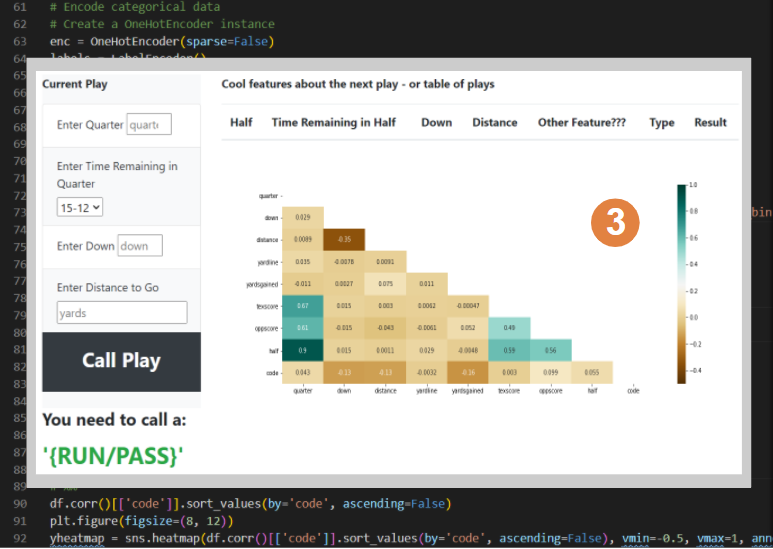 61 # Encode categorical data
62 # Create a OneHotEncoder instance
63 enc = OneHotEncoder(sparse=False)
64 labels = LabelEncoder()
65
66
67
68
69
70
71
72
73 bin
74
75
76
77
78
79
80
81
82
83
84
85
86
87
88
Current Play
Enter Quarter quart
Enter Time Remaining in
Quarter
15-12
Enter Down down
Enter Distance to Go
yards
Call Play
You need to call a:
'{RUN/PASS}'
Cool features about the next play - or table of plays
Half Time Remaining in Half Down Distance Other Feature??? Type Result
3
quarter
down 0.029
distance 0.0089 -0.35
yardline 0.035 -0.0078 0.0091
yardsgained -0.011 0.0027 0.075 0.011
texscore 0.67 0.015 0.003 0.0062 -0.00047
oppscore 0.61 -0.015 -0.043 -0.0061 0.052 0.49
half 0.9 0.015 0.0011 0.029 -0.0048 0.59 0.56
code 0.043 -0.13 -0.13 -0.0032 -0.16 0.003 0.099 0.055
quarter down distance yardline yardsgained texscore oppscore half code
1.0
0.8
0.6
0.4
0.2
0.0
-0.2
-0.4
89 # %%
90 df.corr()[['code']].sort_values(by='code', ascending=False)
91 plt.figure(figsize=(8, 12))
92 yheatmap = sns.heatmap(df.corr()[['code']].sort_values(by='code', ascending=False), vmin=-0.5, vmax=1, ann